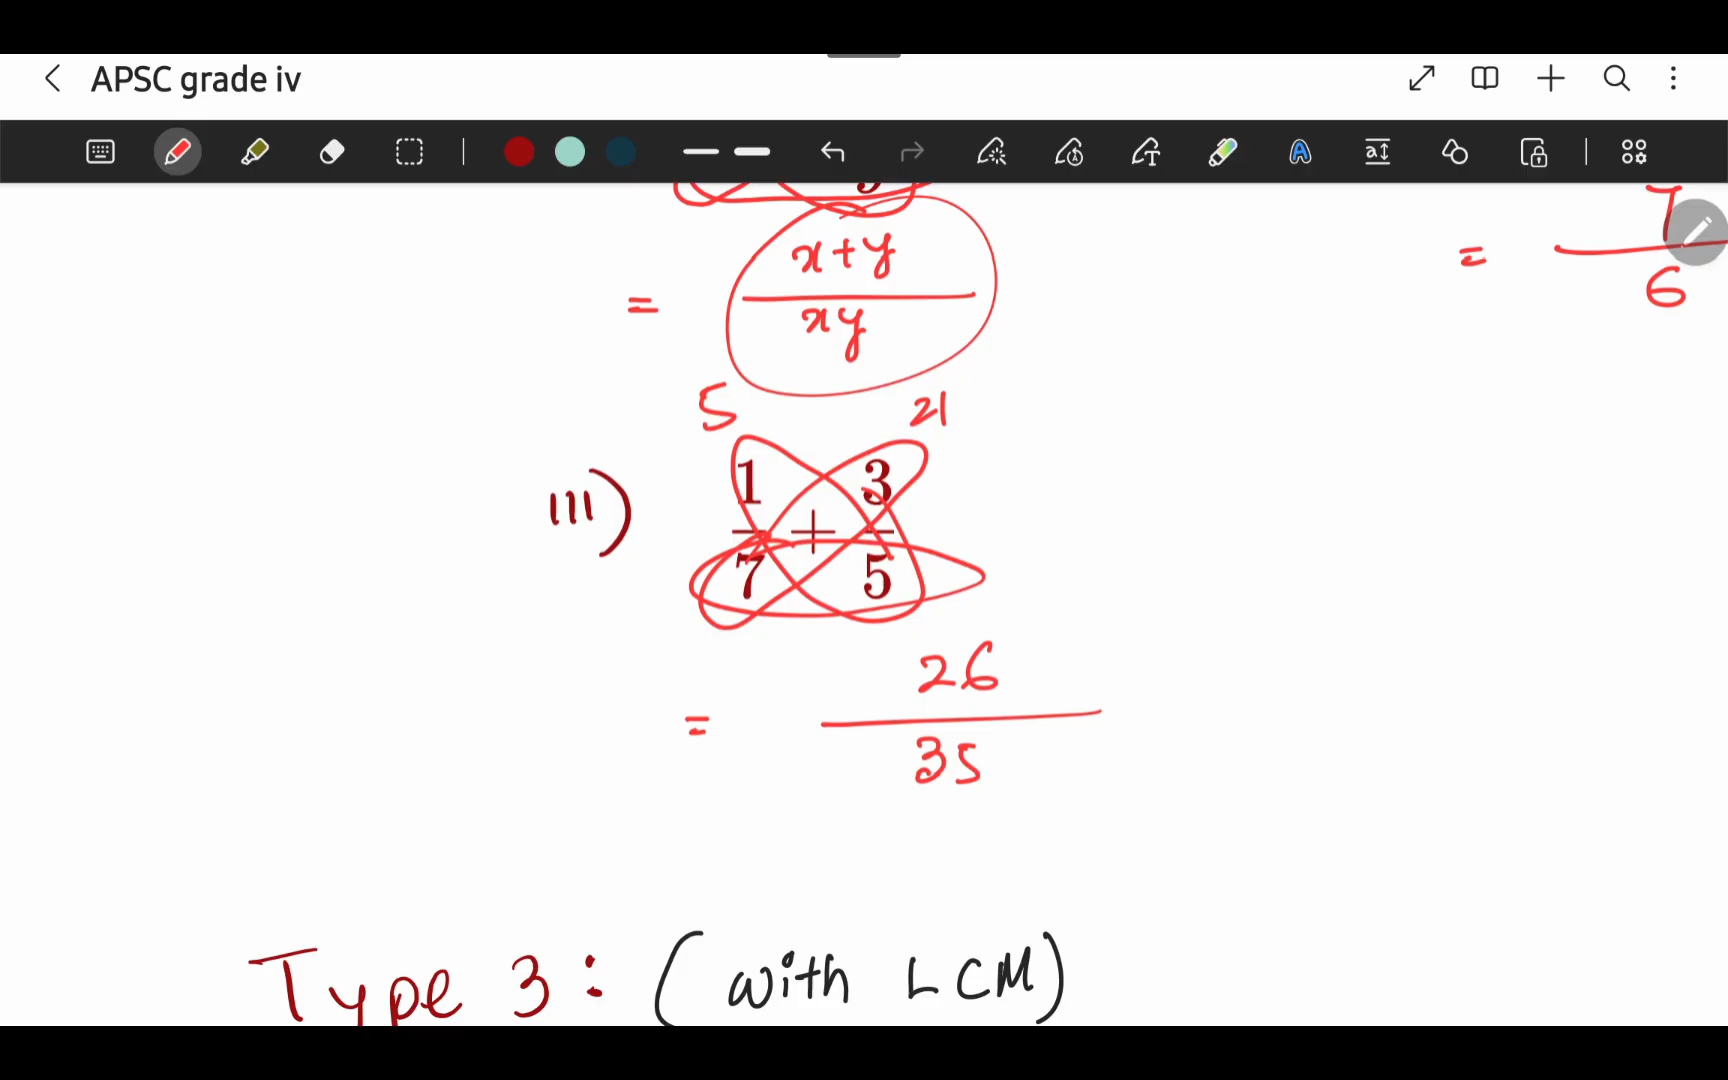 APSC grade iv
x+y
= ―
xy
7
= ―
6
5 21
III) 1/7 + 3/5
= 26/35
Type 3: (with LCM)